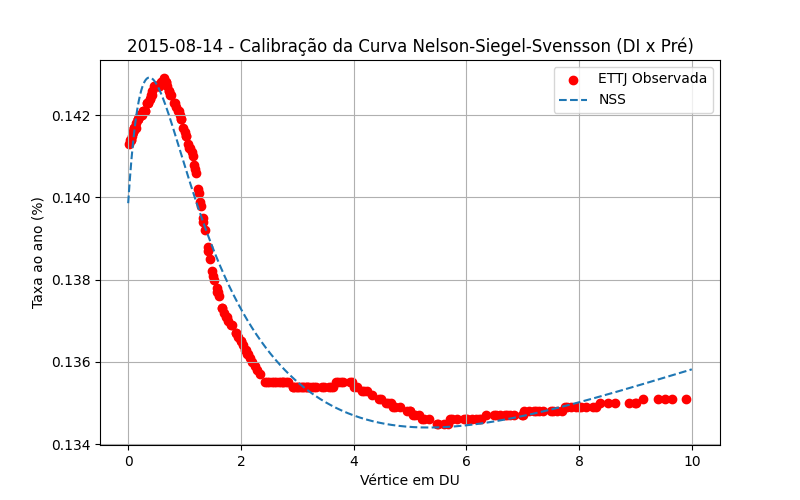 2015-08-14 - Calibração da Curva Nelson-Siegel-Svensson (DI x Pré)
ETTJ Observada
NSS
Taxa ao ano (%)
0.142
0.140
0.138
0.136
0.134
0
2
4
6
8
10
Vértice em DU